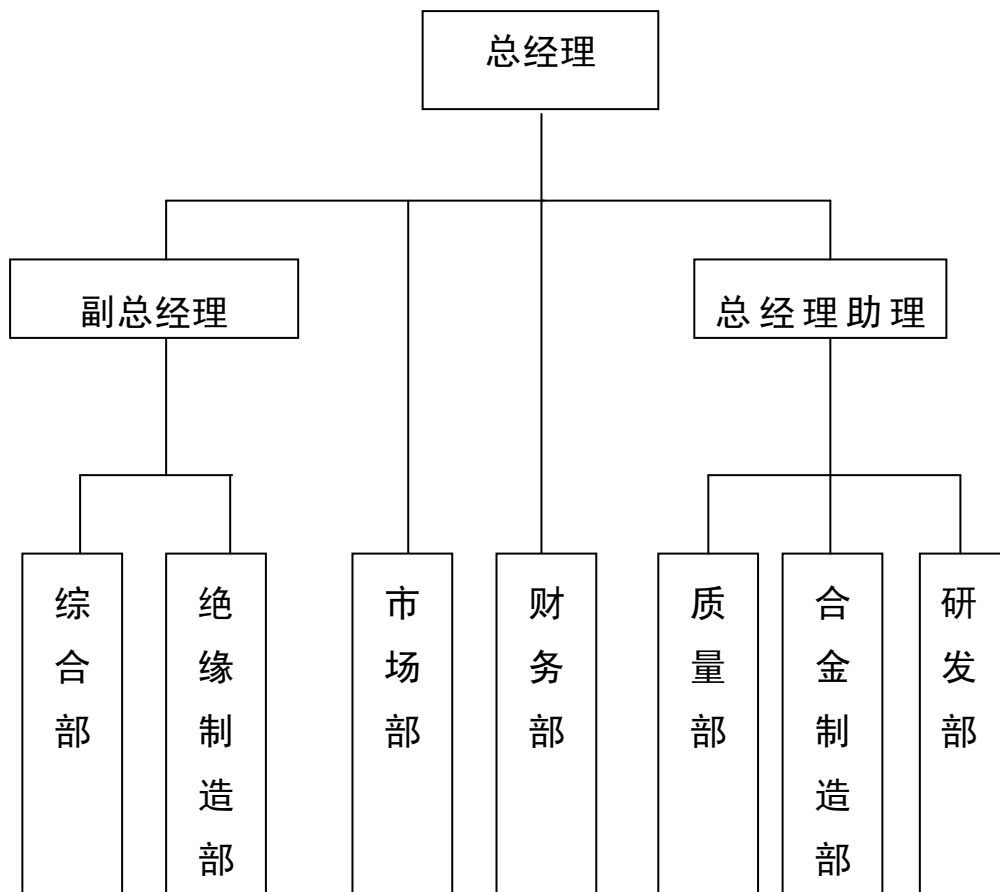 总经理
副总经理
总经理助理
综合部
绝缘制造部
市场部
财务部
质量部
合金制造部
研发部